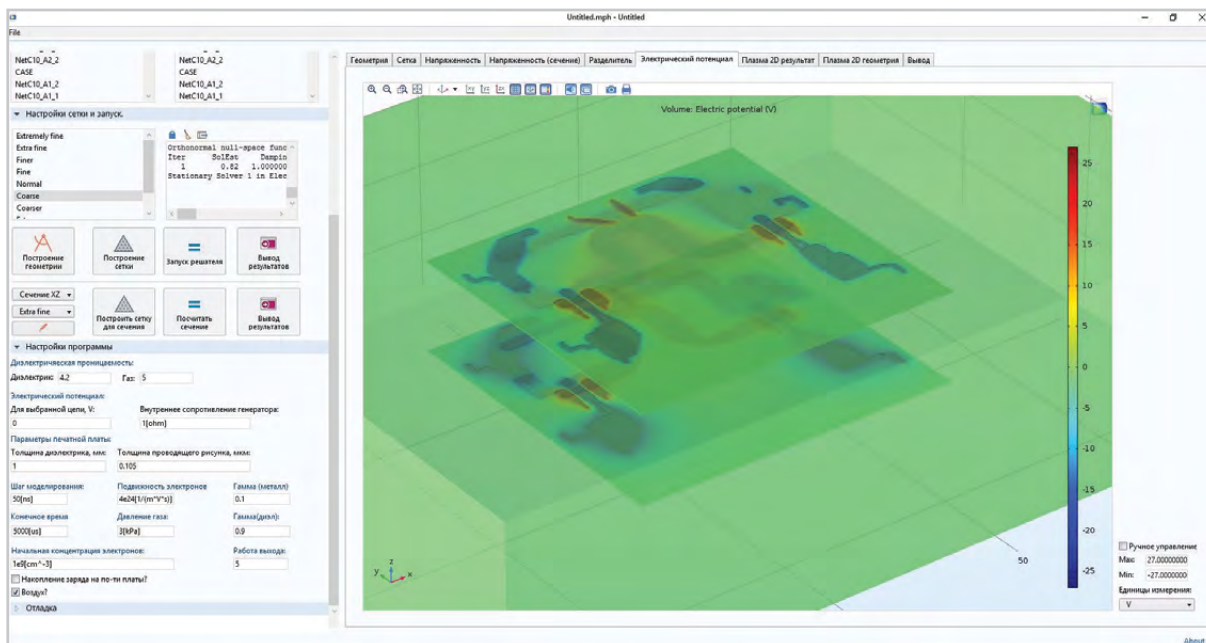 Untitled.mph - Untitled
File
NetC10_A2_2 NetC10_A2_2
CASE CASE
NetC10_A1_2 NetC10_A1_2
NetC10_A1_1 NetC10_A1_1
Настройки сетки и запуск.
Extremely fine
Extra fine
Finer
Fine
Normal
Coarse
Coarser
Orthonormal null-space func
Iter SolEst Dampin
1 0.82 1.000000
Stationary Solver 1 in Elec
Построение геометрии
Построение сетки
Запуск решателя
Вывод результатов
Сечение XZ
Extra fine
Построить сетку для сечения
Посчитать сечение
Вывод результатов
Настройки программы
Диэлектрическая проницаемость:
Диэлектрик: 4.2 Газ: 5
Электрический потенциал:
Для выбранной цепи, V: Внутреннее сопротивление генератора:
0 1[ohm]
Параметры печатной платы:
Толщина диэлектрика, мм: Толщина проводящего рисунка, мкм:
1 0.105
Шаг моделирования: Подвижность электронов Гамма (металл)
50[ns] 4e24[1/(m*V*s)] 0.1
Конечное время Давление газа: Гамма(диэл):
5000[us] 3[kPa] 0.9
Начальная концентрация электронов: Работа выхода:
1e9[cm^-3] 5
Накопление заряда на по-ти платы?
Воздух?
Отладка
Геометрия Сетка Напряженность Напряженность (сечение) Разделитель Электрический потенциал Плазма 2D результат Плазма 2D геометрия Вывод
Volume: Electric potential (V)
25
20
15
10
5
0
-5
-10
-15
-20
-25
50
z
y x
Ручное управление
Max: 27.00000000
Min: -27.0000000
Единицы измерения:
V
About